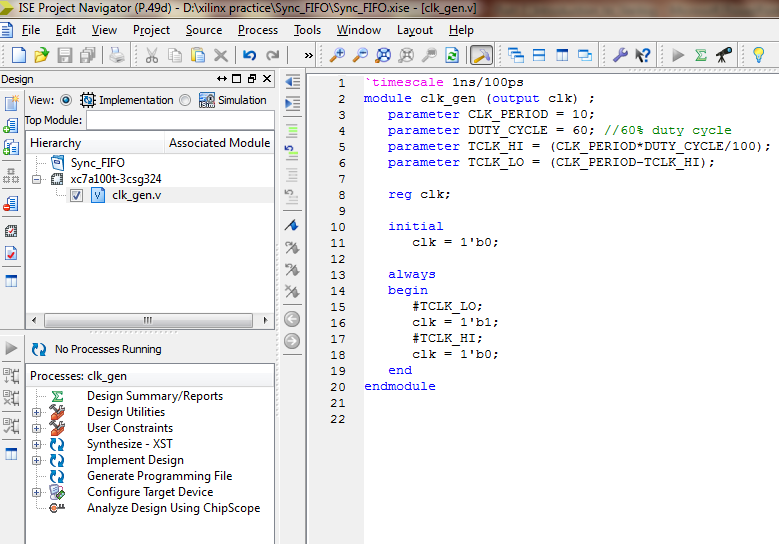 ISE Project Navigator (P.49d) - D:\xilinx practice\Sync_FIFO\Sync_FIFO.xise - [clk_gen.v]
File Edit View Project Source Process Tools Window Layout Help
Design
View: Implementation Simulation
Top Module:
Hierarchy Associated Module
Sync_FIFO
xc7a100t-3csg324
clk_gen.v
No Processes Running
Processes: clk_gen
Design Summary/Reports
Design Utilities
User Constraints
Synthesize - XST
Implement Design
Generate Programming File
Configure Target Device
Analyze Design Using ChipScope
1 `timescale 1ns/100ps
2 module clk_gen (output clk) ;
3 parameter CLK_PERIOD = 10;
4 parameter DUTY_CYCLE = 60; //60% duty cycle
5 parameter TCLK_HI = (CLK_PERIOD*DUTY_CYCLE/100);
6 parameter TCLK_LO = (CLK_PERIOD-TCLK_HI);
7
8 reg clk;
9
10 initial
11 clk = 1'b0;
12
13 always
14 begin
15 #TCLK_LO;
16 clk = 1'b1;
17 #TCLK_HI;
18 clk = 1'b0;
19 end
20 endmodule
21
22